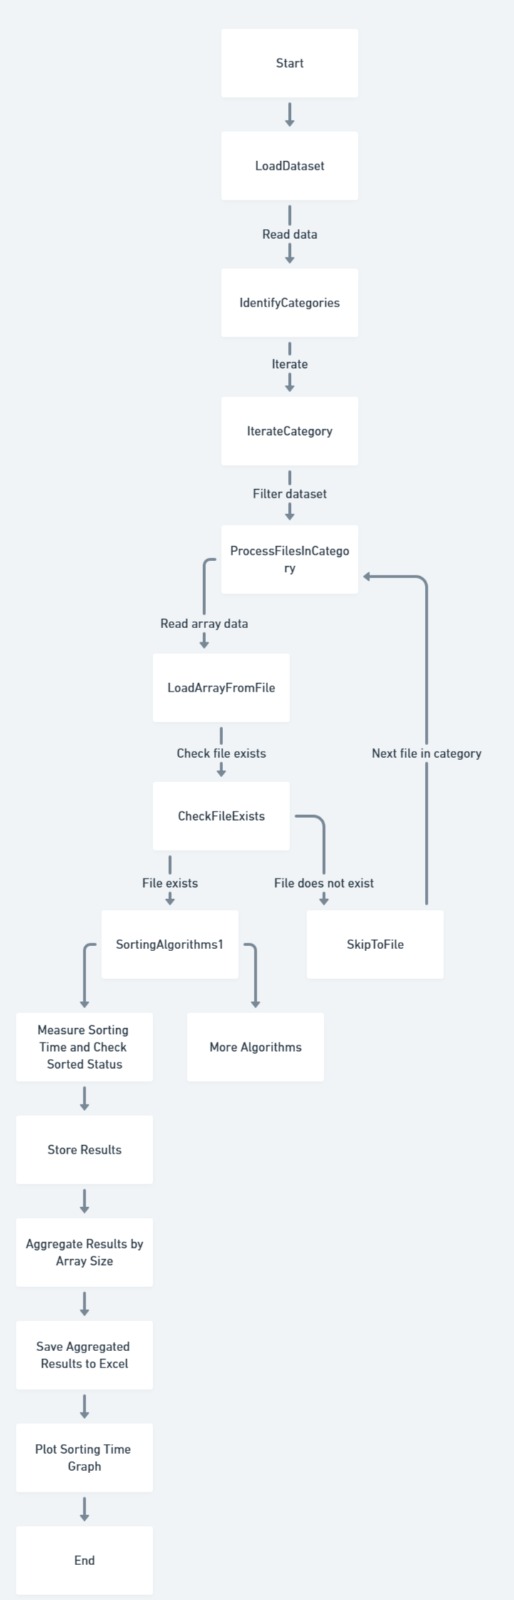 Start
LoadDataset
Read data
IdentifyCategories
Iterate
IterateCategory
Filter dataset
ProcessFilesInCatego
ry
Read array data
LoadArrayFromFile
Check file exists
Next file in category
CheckFileExists
File exists
File does not exist
SortingAlgorithms1
SkipToFile
Measure Sorting
Time and Check
Sorted Status
More Algorithms
Store Results
Aggregate Results by
Array Size
Save Aggregated
Results to Excel
Plot Sorting Time
Graph
End